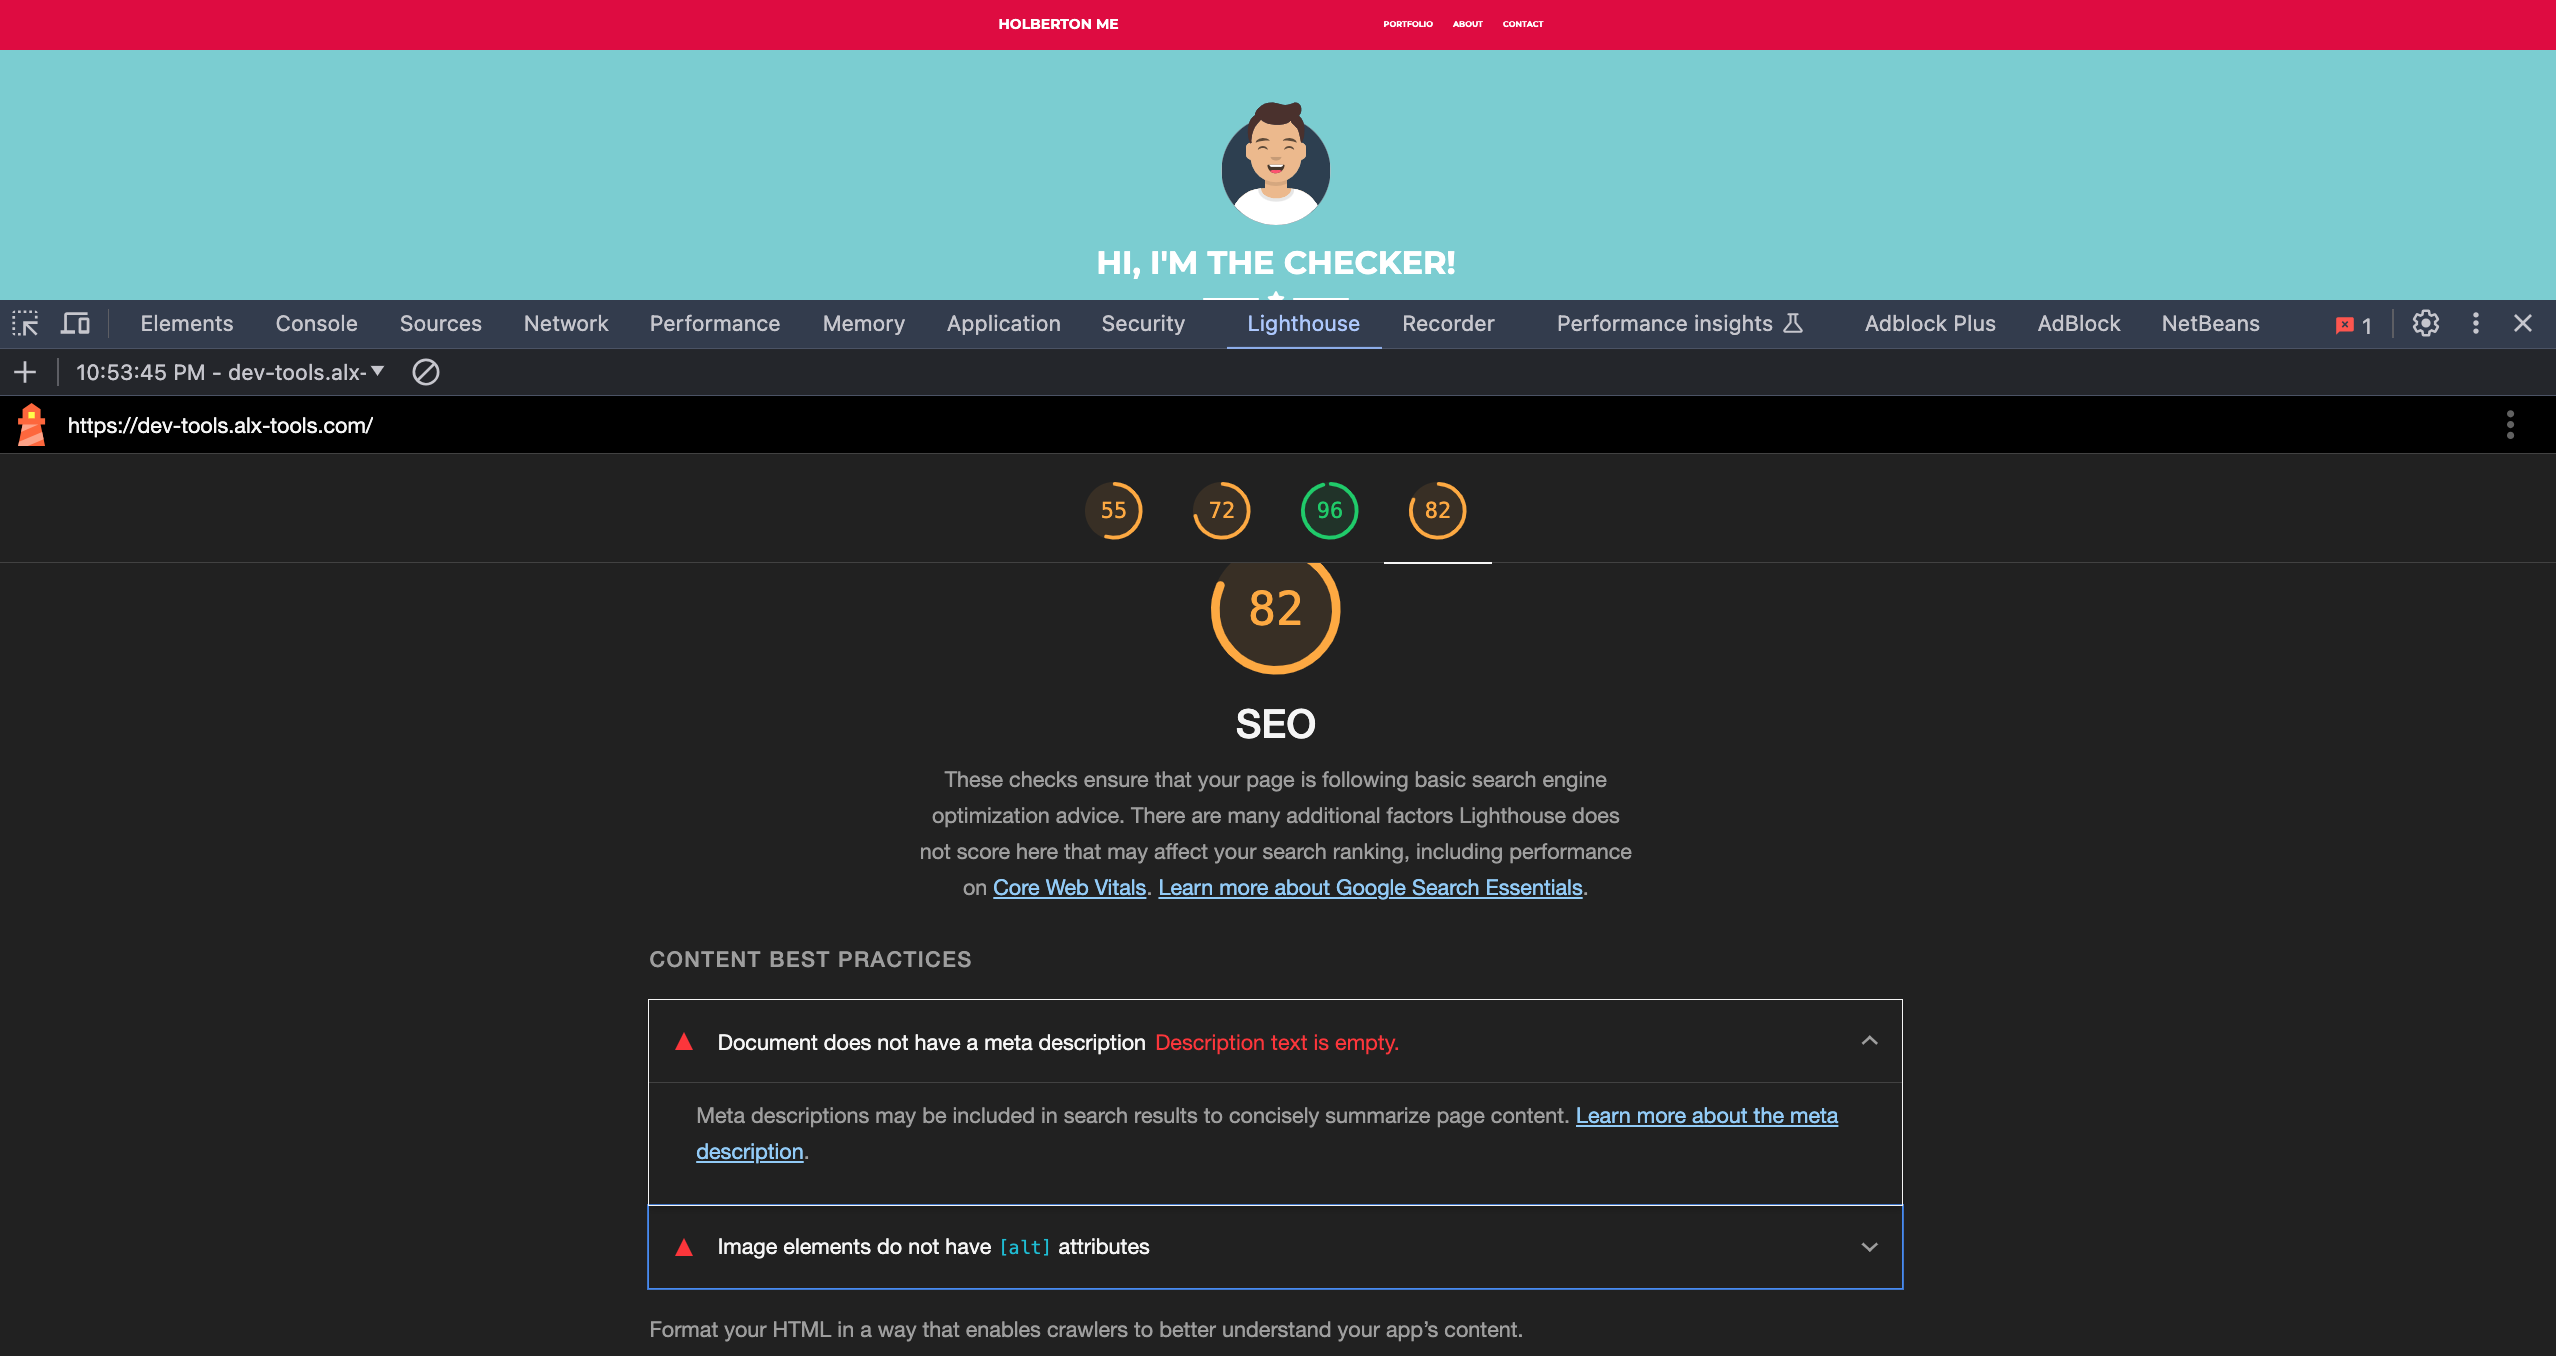 HOLBERTON ME
PORTFOLIO ABOUT CONTACT
HI, I'M THE CHECKER!
Elements Console Sources Network Performance Memory Application Security Lighthouse Recorder Performance insights Adblock Plus AdBlock NetBeans 1
10:53:45 PM - dev-tools.alx-
https://dev-tools.alx-tools.com/
55 72 96 82
82
SEO
These checks ensure that your page is following basic search engine
optimization advice. There are many additional factors Lighthouse does
not score here that may affect your search ranking, including performance
on Core Web Vitals. Learn more about Google Search Essentials.
CONTENT BEST PRACTICES
Document does not have a meta description Description text is empty.
Meta descriptions may be included in search results to concisely summarize page content. Learn more about the meta
description.
Image elements do not have [alt] attributes
Format your HTML in a way that enables crawlers to better understand your app’s content.